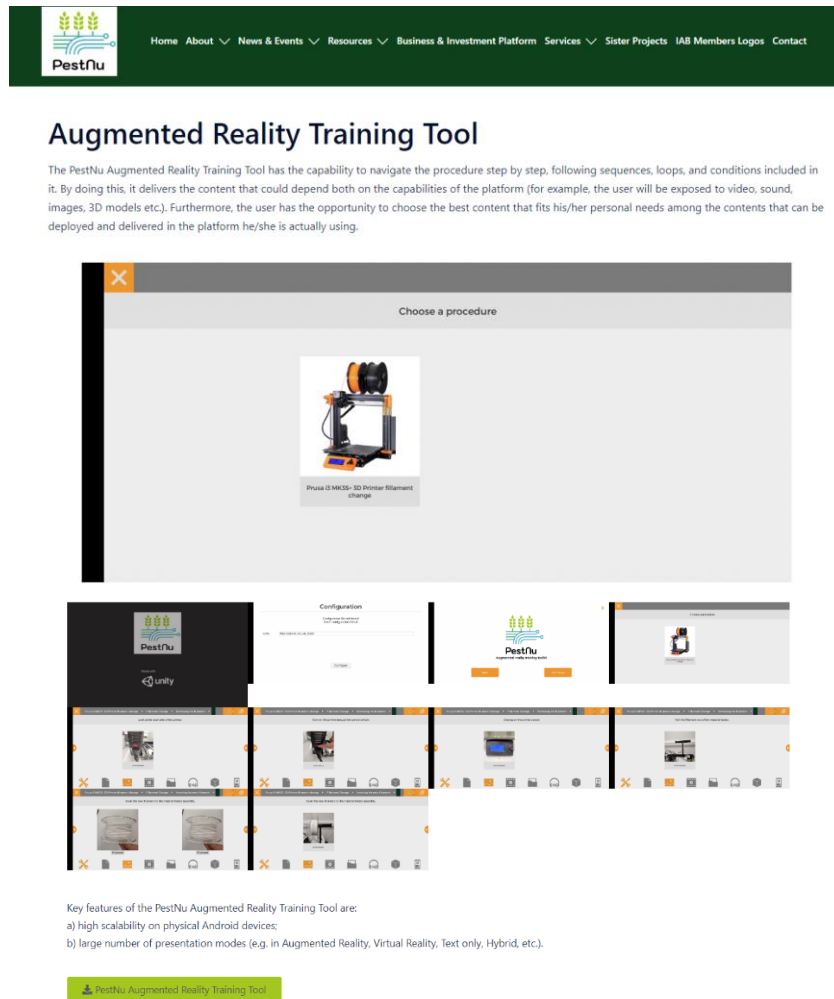 PestNu
Home About News & Events Resources Business & Investment Platform Services Sister Projects IAB Members Logos Contact
Augmented Reality Training Tool
The PestNu Augmented Reality Training Tool has the capability to navigate the procedure step by step, following sequences, loops, and conditions included in
it. By doing this, it delivers the content that could depend both on the capabilities of the platform (for example, the user will be exposed to video, sound,
images, 3D models etc.). Furthermore, the user has the opportunity to choose the best content that fits his/her personal needs among the contents that can be
deployed and delivered in the platform he/she is actually using.
Choose a procedure
Prusa i3 MK3S+ 3D Printer fillament
change
PestNu
unity
Configuration
PestNu
Key features of the PestNu Augmented Reality Training Tool are:
a) high scalability on physical Android devices;
b) large number of presentation modes (e.g. in Augmented Reality, Virtual Reality, Text only, Hybrid, etc.).
PestNu Augmented Reality Training Tool